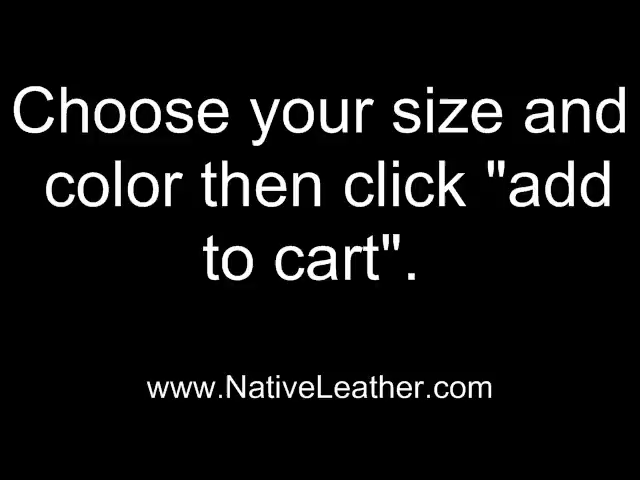 Choose your size and
color then click "add
to cart".
www.NativeLeather.com